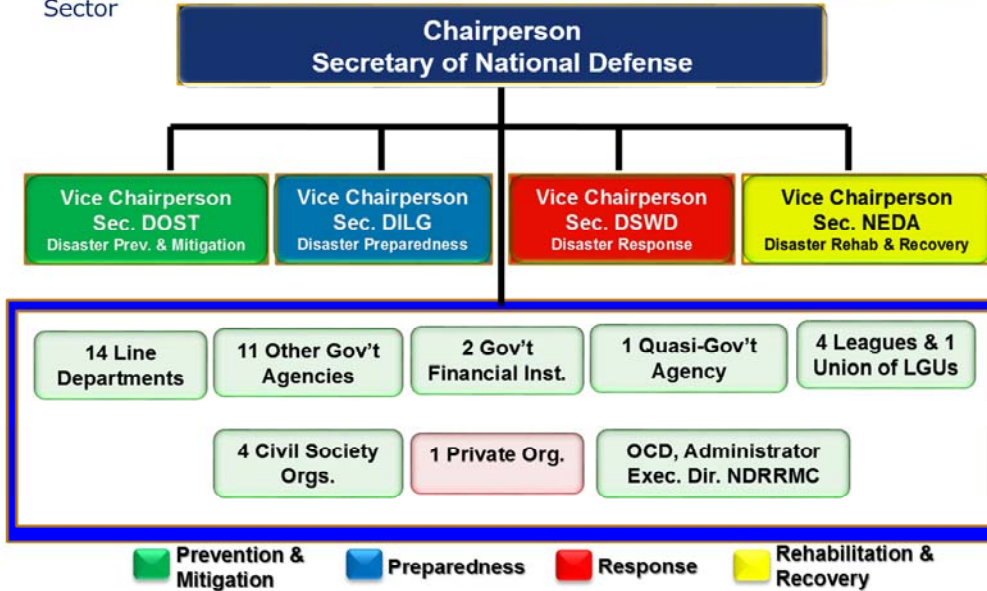 Sector
Chairperson
Secretary of National Defense
Vice Chairperson
Sec. DOST
Disaster Prev. & Mitigation
Vice Chairperson
Sec. DILG
Disaster Preparedness
Vice Chairperson
Sec. DSWD
Disaster Response
Vice Chairperson
Sec. NEDA
Disaster Rehab & Recovery
14 Line
Departments
11 Other Gov't
Agencies
2 Gov't
Financial Inst.
1 Quasi-Gov't
Agency
4 Leagues & 1
Union of LGUs
4 Civil Society
Orgs.
1 Private Org.
OCD, Administrator
Exec. Dir. NDRRMC
Prevention &
Mitigation
Preparedness
Response
Rehabilitation &
Recovery